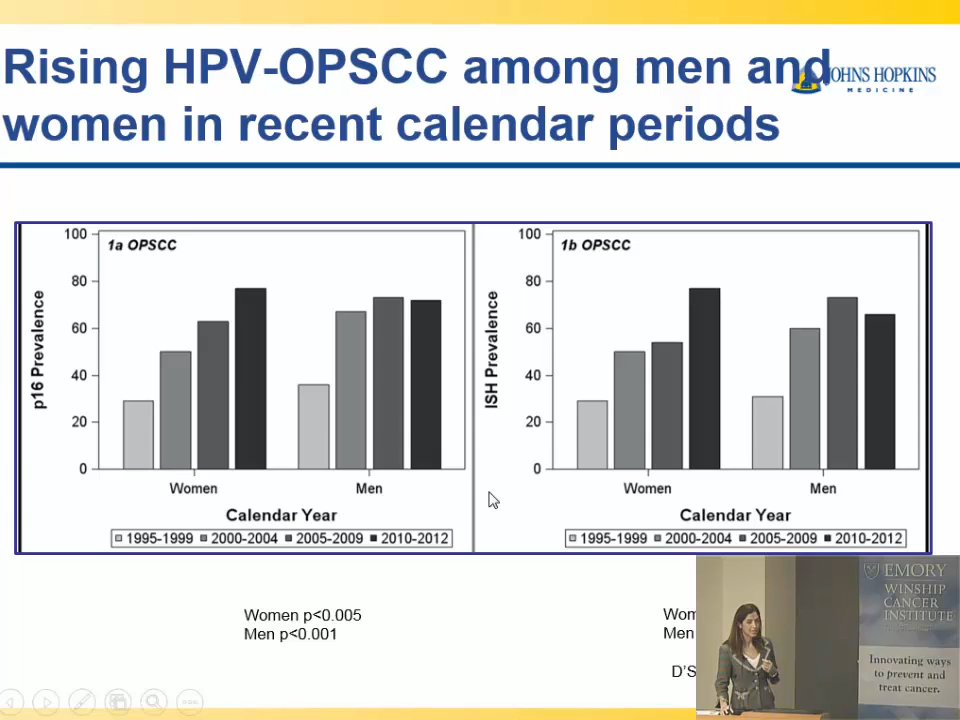 Rising HPV-OPSCC among men and
women in recent calendar periods
JOHNS HOPKINS
MEDICINE
1a OPSCC
p16 Prevalence
100
80
60
40
20
0
Women Men
Calendar Year
1995-1999 2000-2004 2005-2009 2010-2012
1b OPSCC
ISH Prevalence
100
80
60
40
20
0
Women Men
Calendar Year
1995-1999 2000-2004 2005-2009 2010-2012
Women p<0.005
Men p<0.001
Wom
Men
D'S
EMORY
WINSHIP
CANCER
INSTITUTE
Innovating ways
to prevent and
treat cancer.